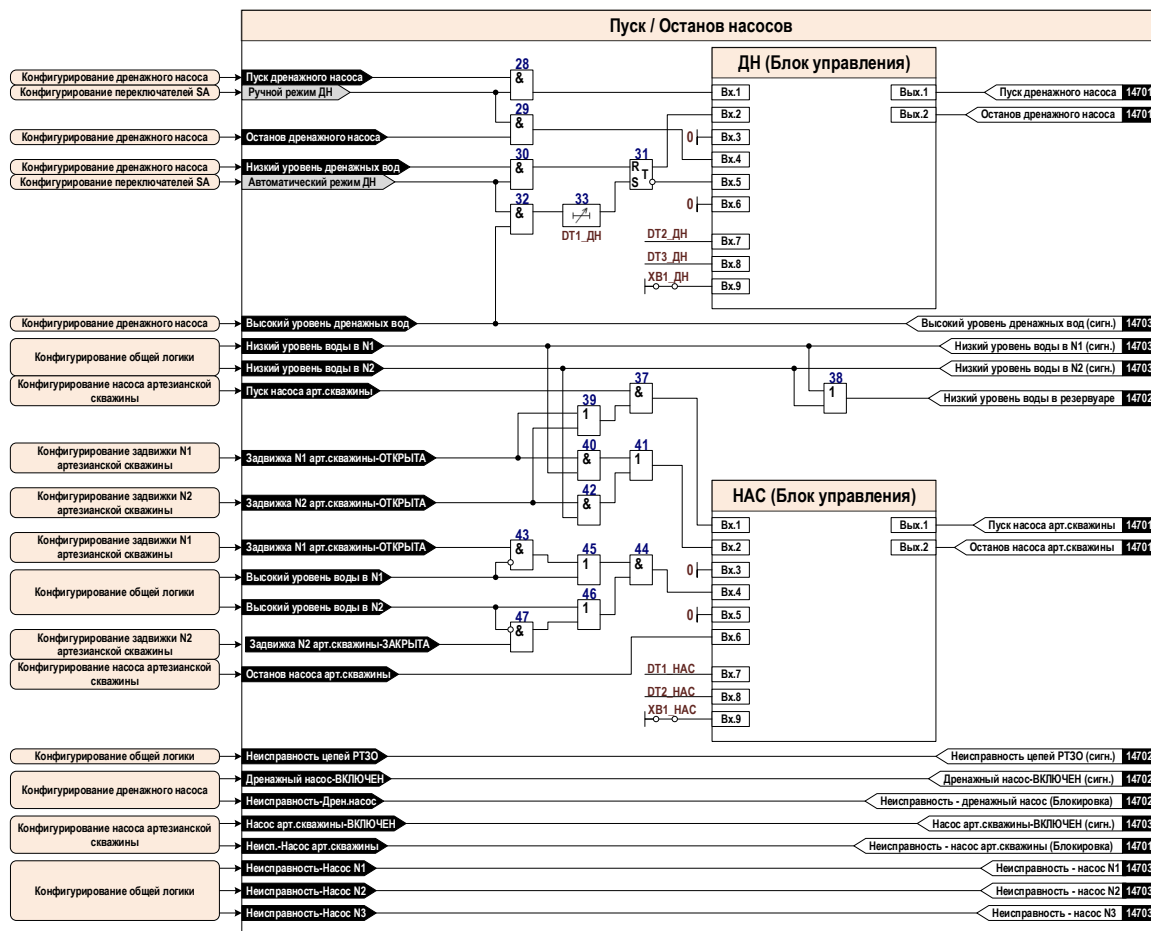 Пуск / Останов насосов
ДН (Блок управления)
28
&
Конфигурирование дренажного насоса
Пуск дренажного насоса
Вх.1
Вых.1
Пуск дренажного насоса
14701
Конфигурирование переключателей SA
Ручной режим ДН
29
&
Вх.2
Вых.2
Останов дренажного насоса
14701
Конфигурирование дренажного насоса
Останов дренажного насоса
0
Вх.3
30
&
31
R
T
S
Вх.4
Конфигурирование дренажного насоса
Низкий уровень дренажных вод
Конфигурирование переключателей SA
Автоматический режим ДН
Вх.5
32
&
33
DT1_ДН
0
Вх.6
DT2_ДН
Вх.7
DT3_ДН
Вх.8
XB1_ДН
Вх.9
Конфигурирование дренажного насоса
Высокий уровень дренажных вод
Высокий уровень дренажных вод (сигн.)
14703
Конфигурирование общей логики
Низкий уровень воды в N1
Низкий уровень воды в N1 (сигн.)
14703
Низкий уровень воды в N2
Низкий уровень воды в N2 (сигн.)
14703
Конфигурирование насоса артезианской
скважины
Пуск насоса арт.скважины
37
&
38
1
Низкий уровень воды в резервуаре
14702
39
1
Конфигурирование задвижки N1
артезианской скважины
Задвижка N1 арт.скважины-ОТКРЫТА
40
&
41
1
Конфигурирование задвижки N2
артезианской скважины
Задвижка N2 арт.скважины-ОТКРЫТА
42
&
НАС (Блок управления)
Вх.1
Вых.1
Пуск насоса арт.скважины
14701
Конфигурирование задвижки N1
артезианской скважины
Задвижка N1 арт.скважины-ОТКРЫТА
43
&
Вх.2
Вых.2
Останов насоса арт.скважины
14701
45
1
44
&
0
Вх.3
Конфигурирование общей логики
Высокий уровень воды в N1
Вх.4
Высокий уровень воды в N2
46
1
0
Вх.5
47
&
Вх.6
Конфигурирование задвижки N2
артезианской скважины
Задвижка N2 арт.скважины-ЗАКРЫТА
Конфигурирование насоса артезианской
скважины
Останов насоса арт.скважины
DT1_НАС
Вх.7
DT2_НАС
Вх.8
XB1_НАС
Вх.9
Конфигурирование общей логики
Неисправность цепей РТЗО
Неисправность цепей РТЗО (сигн.)
14702
Конфигурирование дренажного насоса
Дренажный насос-ВКЛЮЧЕН
Дренажный насос-ВКЛЮЧЕН (сигн.)
14702
Неисправность-Дрен.насос
Неисправность - дренажный насос (Блокировка)
14702
Конфигурирование насоса артезианской
скважины
Насос арт.скважины-ВКЛЮЧЕН
Насос арт.скважины-ВКЛЮЧЕН (сигн.)
14703
Неисп.-Насос арт.скважины
Неисправность - насос арт.скважины (Блокировка)
14701
Конфигурирование общей логики
Неисправность-Насос N1
Неисправность - насос N1
14703
Неисправность-Насос N2
Неисправность - насос N2
14703
Неисправность-Насос N3
Неисправность - насос N3
14703